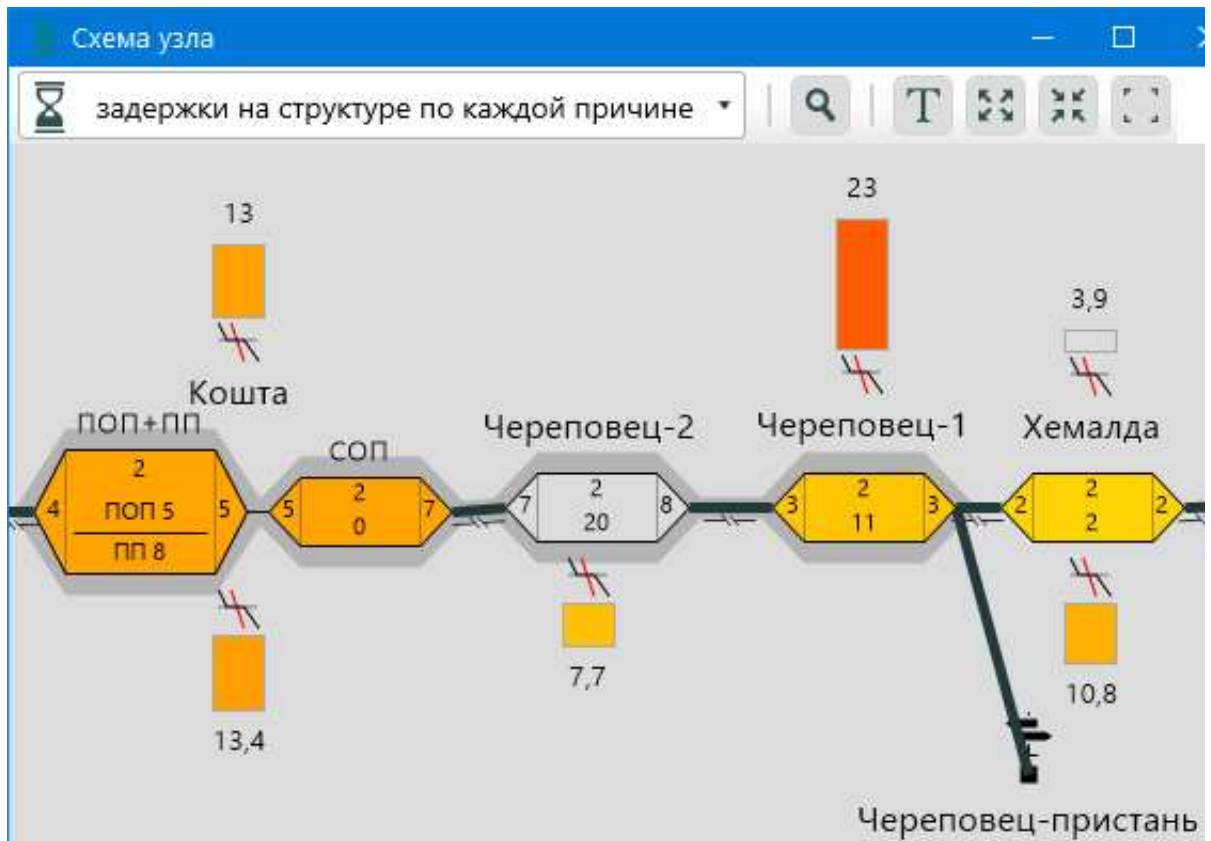 Схема узла
задержки на структуре по каждой причине
T
13
23
3,9
Кошта
ПОП+ПП
СОП
Череповец-2
Череповец-1
Хемалда
4
2
ПОП 5
ПП 8
5
5
2
0
7
7
2
20
8
3
2
11
3
2
2
2
2
13,4
7,7
10,8
Череповец-пристань